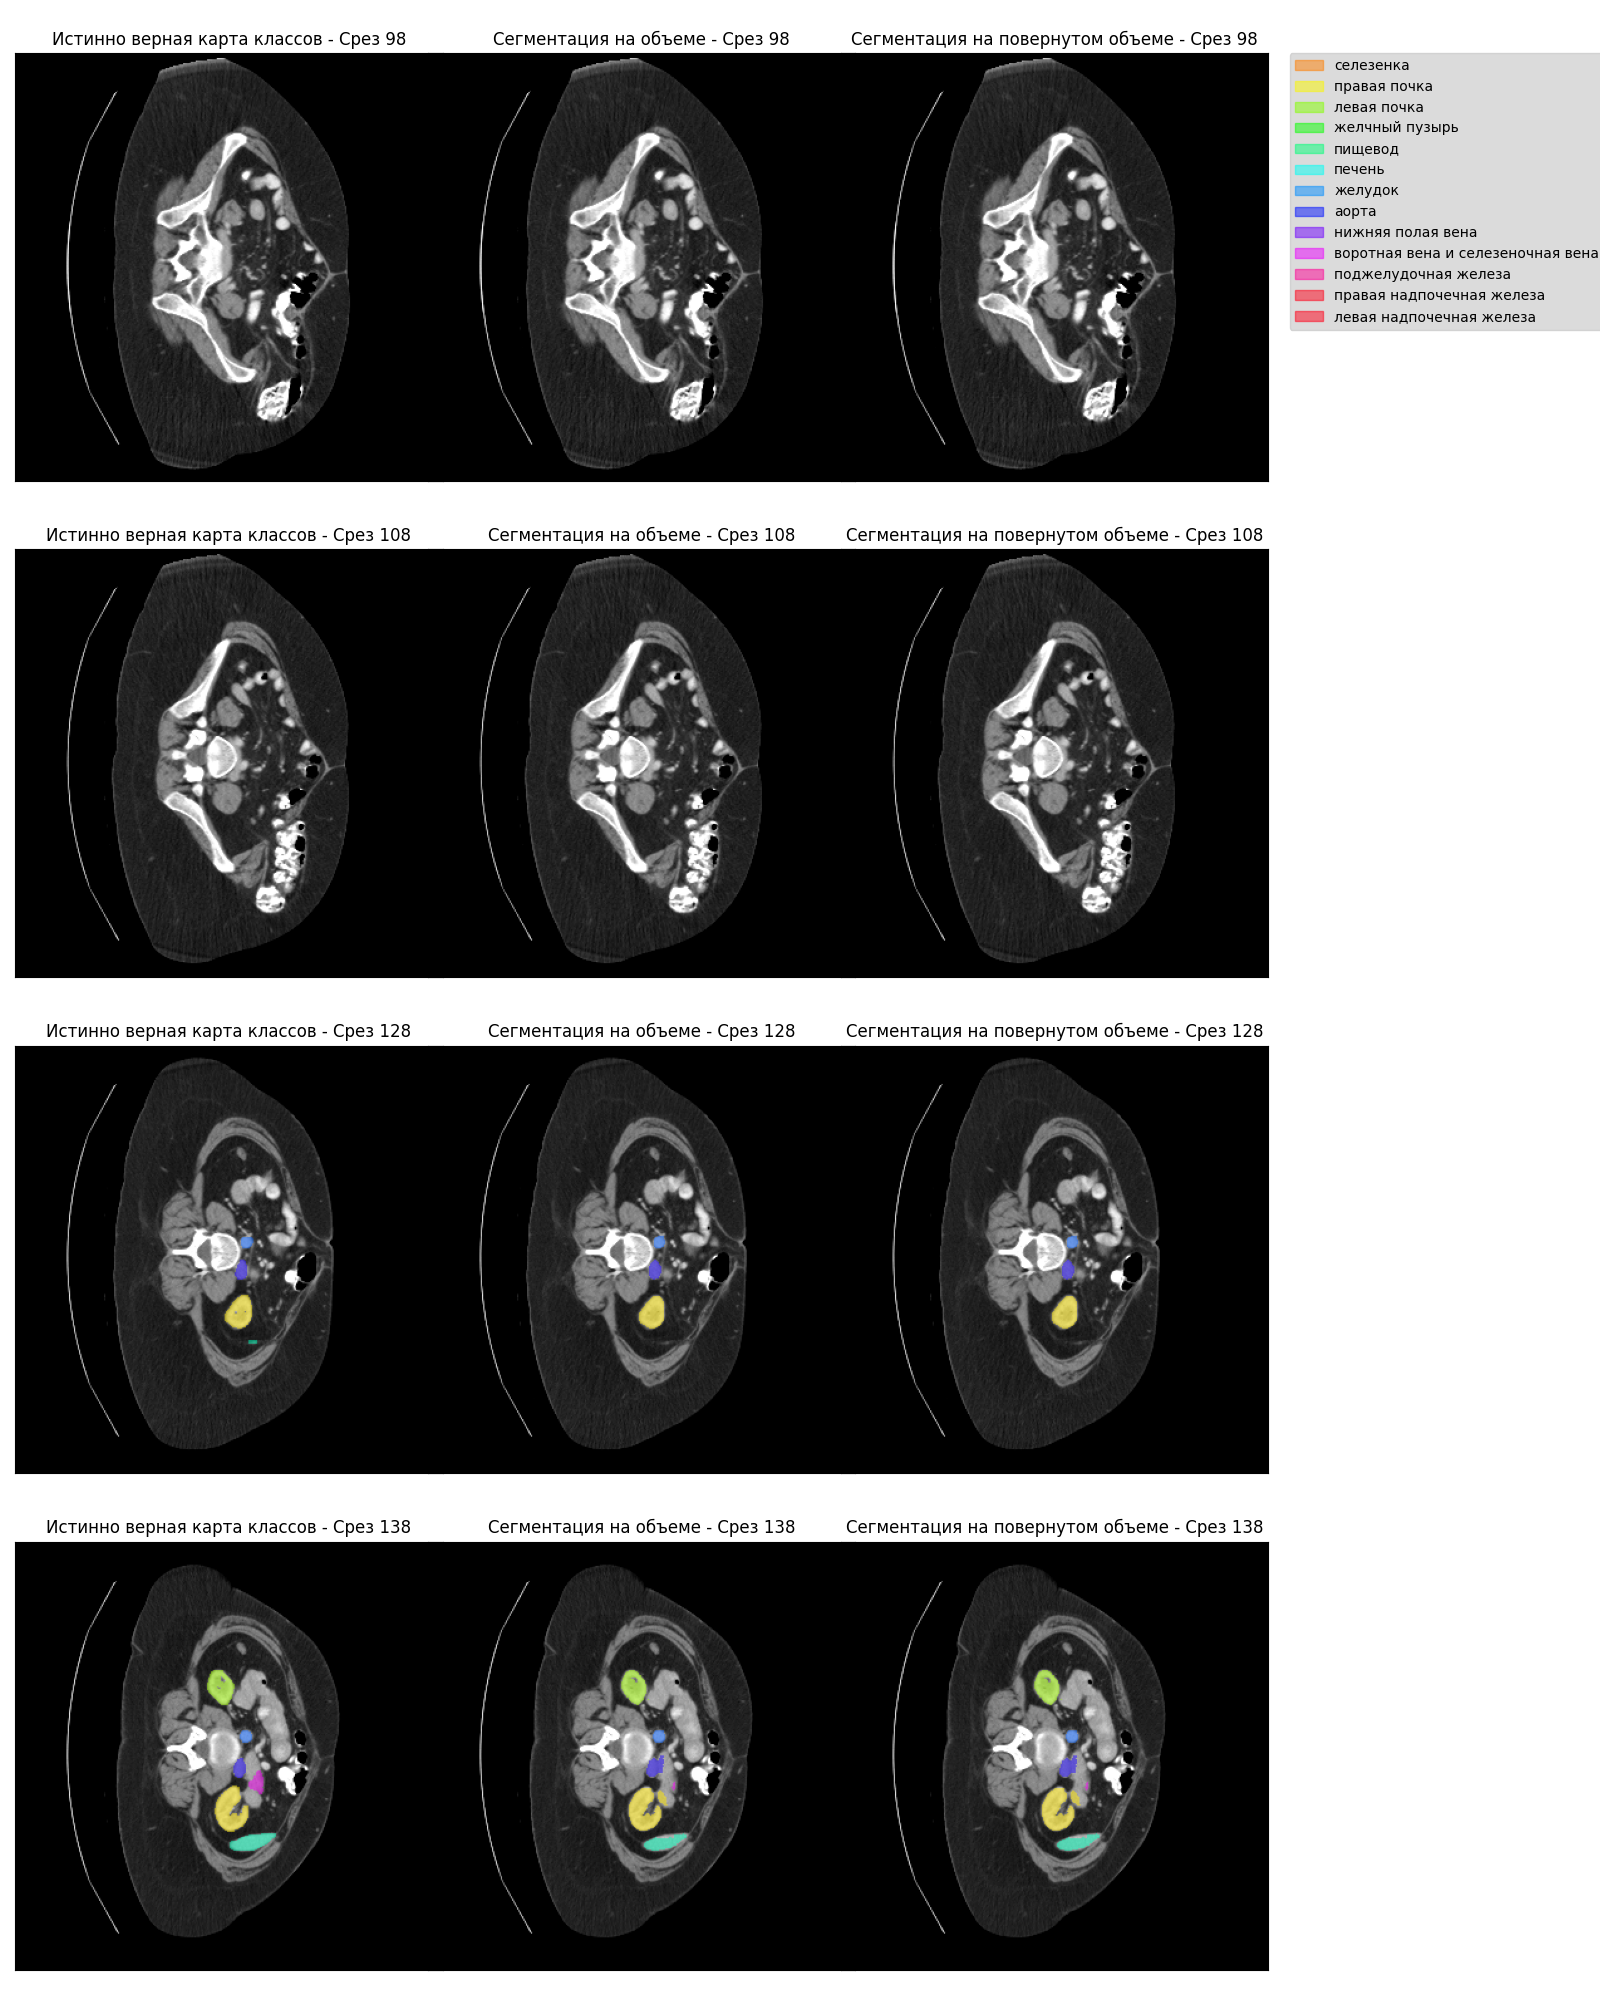 Истинно верная карта классов - Срез 98
Сегментация на объеме - Срез 98
Сегментация на повернутом объеме - Срез 98
селезенка
правая почка
левая почка
желчный пузырь
пищевод
печень
желудок
аорта
нижняя полая вена
воротная вена и селезеночная вена
поджелудочная железа
правая надпочечная железа
левая надпочечная железа
Истинно верная карта классов - Срез 108
Сегментация на объеме - Срез 108
Сегментация на повернутом объеме - Срез 108
Истинно верная карта классов - Срез 128
Сегментация на объеме - Срез 128
Сегментация на повернутом объеме - Срез 128
Истинно верная карта классов - Срез 138
Сегментация на объеме - Срез 138
Сегментация на повернутом объеме - Срез 138